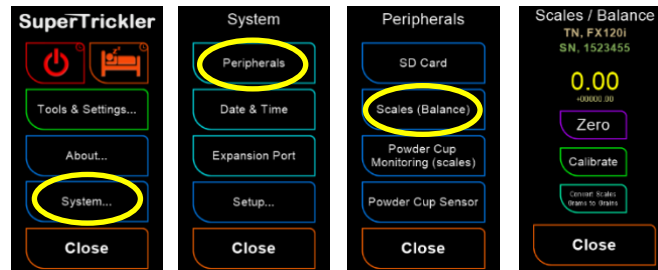 SuperTrickler
Tools & Settings...
About...
System...
Close
System
Peripherals
Date & Time
Expansion Port
Setup...
Close
Peripherals
SD Card
Scales (Balance)
Powder Cup
Monitoring (scales)
Powder Cup Sensor
Close
Scales / Balance
TN, FX120i
SN, 1523455
0.00
+00000.00
Zero
Calibrate
Convert Scales
Grams to Grains
Close